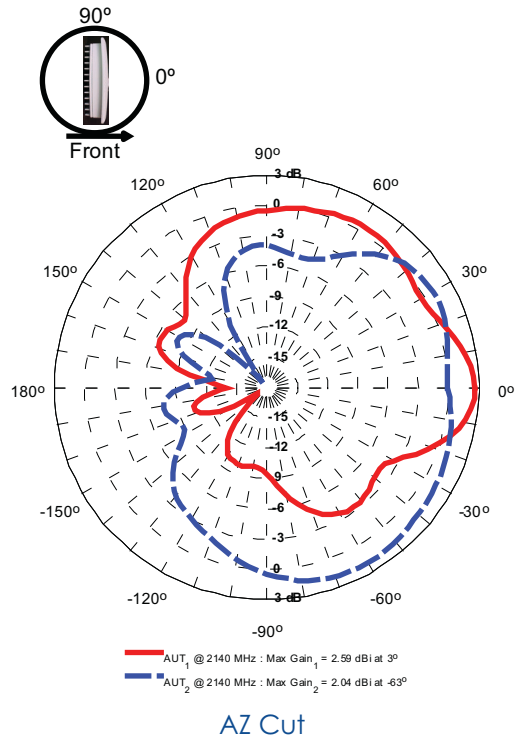 90º
0º
Front
90º
3 dB
120º
60º
0
-3
150º
30º
-6
-9
-12
-15
180º
0º
-15
-12
9
-150º
-30º
-6
-3
0
-120º
-60º
3 dB
-90º
AUT1 @ 2140 MHz : Max Gain1 = 2.59 dBi at 3º
AUT2 @ 2140 MHz : Max Gain2 = 2.04 dBi at -63º
AZ Cut